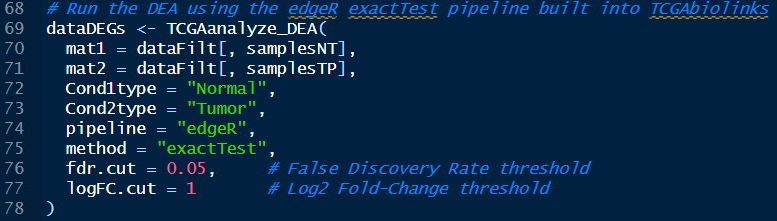 68 # Run the DEA using the edgeR exactTest pipeline built into TCGAbiolinks
69 dataDEGs <- TCGAanalyze_DEA(
70   mat1 = dataFilt[, samplesNT],
71   mat2 = dataFilt[, samplesTP],
72   Cond1type = "Normal",
73   Cond2type = "Tumor",
74   pipeline = "edgeR",
75   method = "exactTest",
76   fdr.cut = 0.05,      # False Discovery Rate threshold
77   logFC.cut = 1        # Log2 Fold-Change threshold
78 )